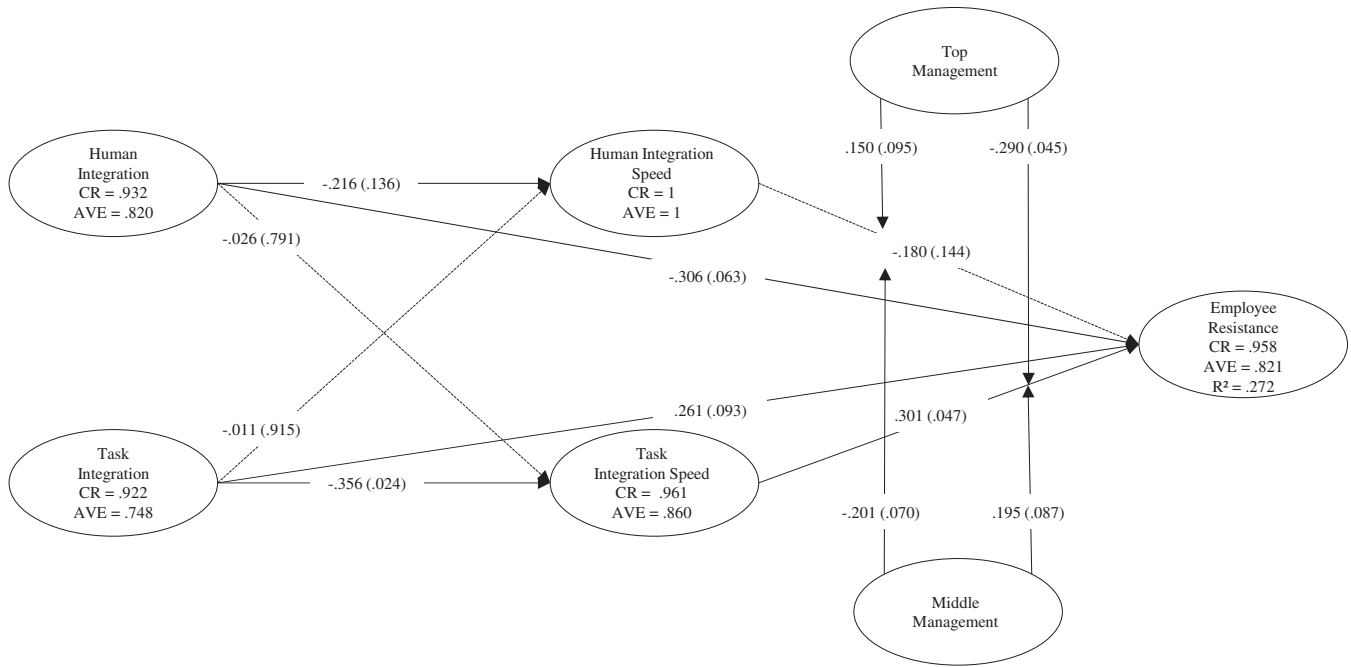 Top
Management
.150 (.095)
-.290 (.045)
Human
Integration
CR = .932
AVE = .820
-.216 (.136)
Human Integration
Speed
CR = 1
AVE = 1
-.026 (.791)
-.180 (.144)
-.306 (.063)
Employee
Resistance
CR = .958
AVE = .821
R² = .272
-.011 (.915)
.261 (.093)
.301 (.047)
Task
Integration
CR = .922
AVE = .748
-.356 (.024)
Task
Integration Speed
CR = .961
AVE = .860
-.201 (.070)
.195 (.087)
Middle
Management